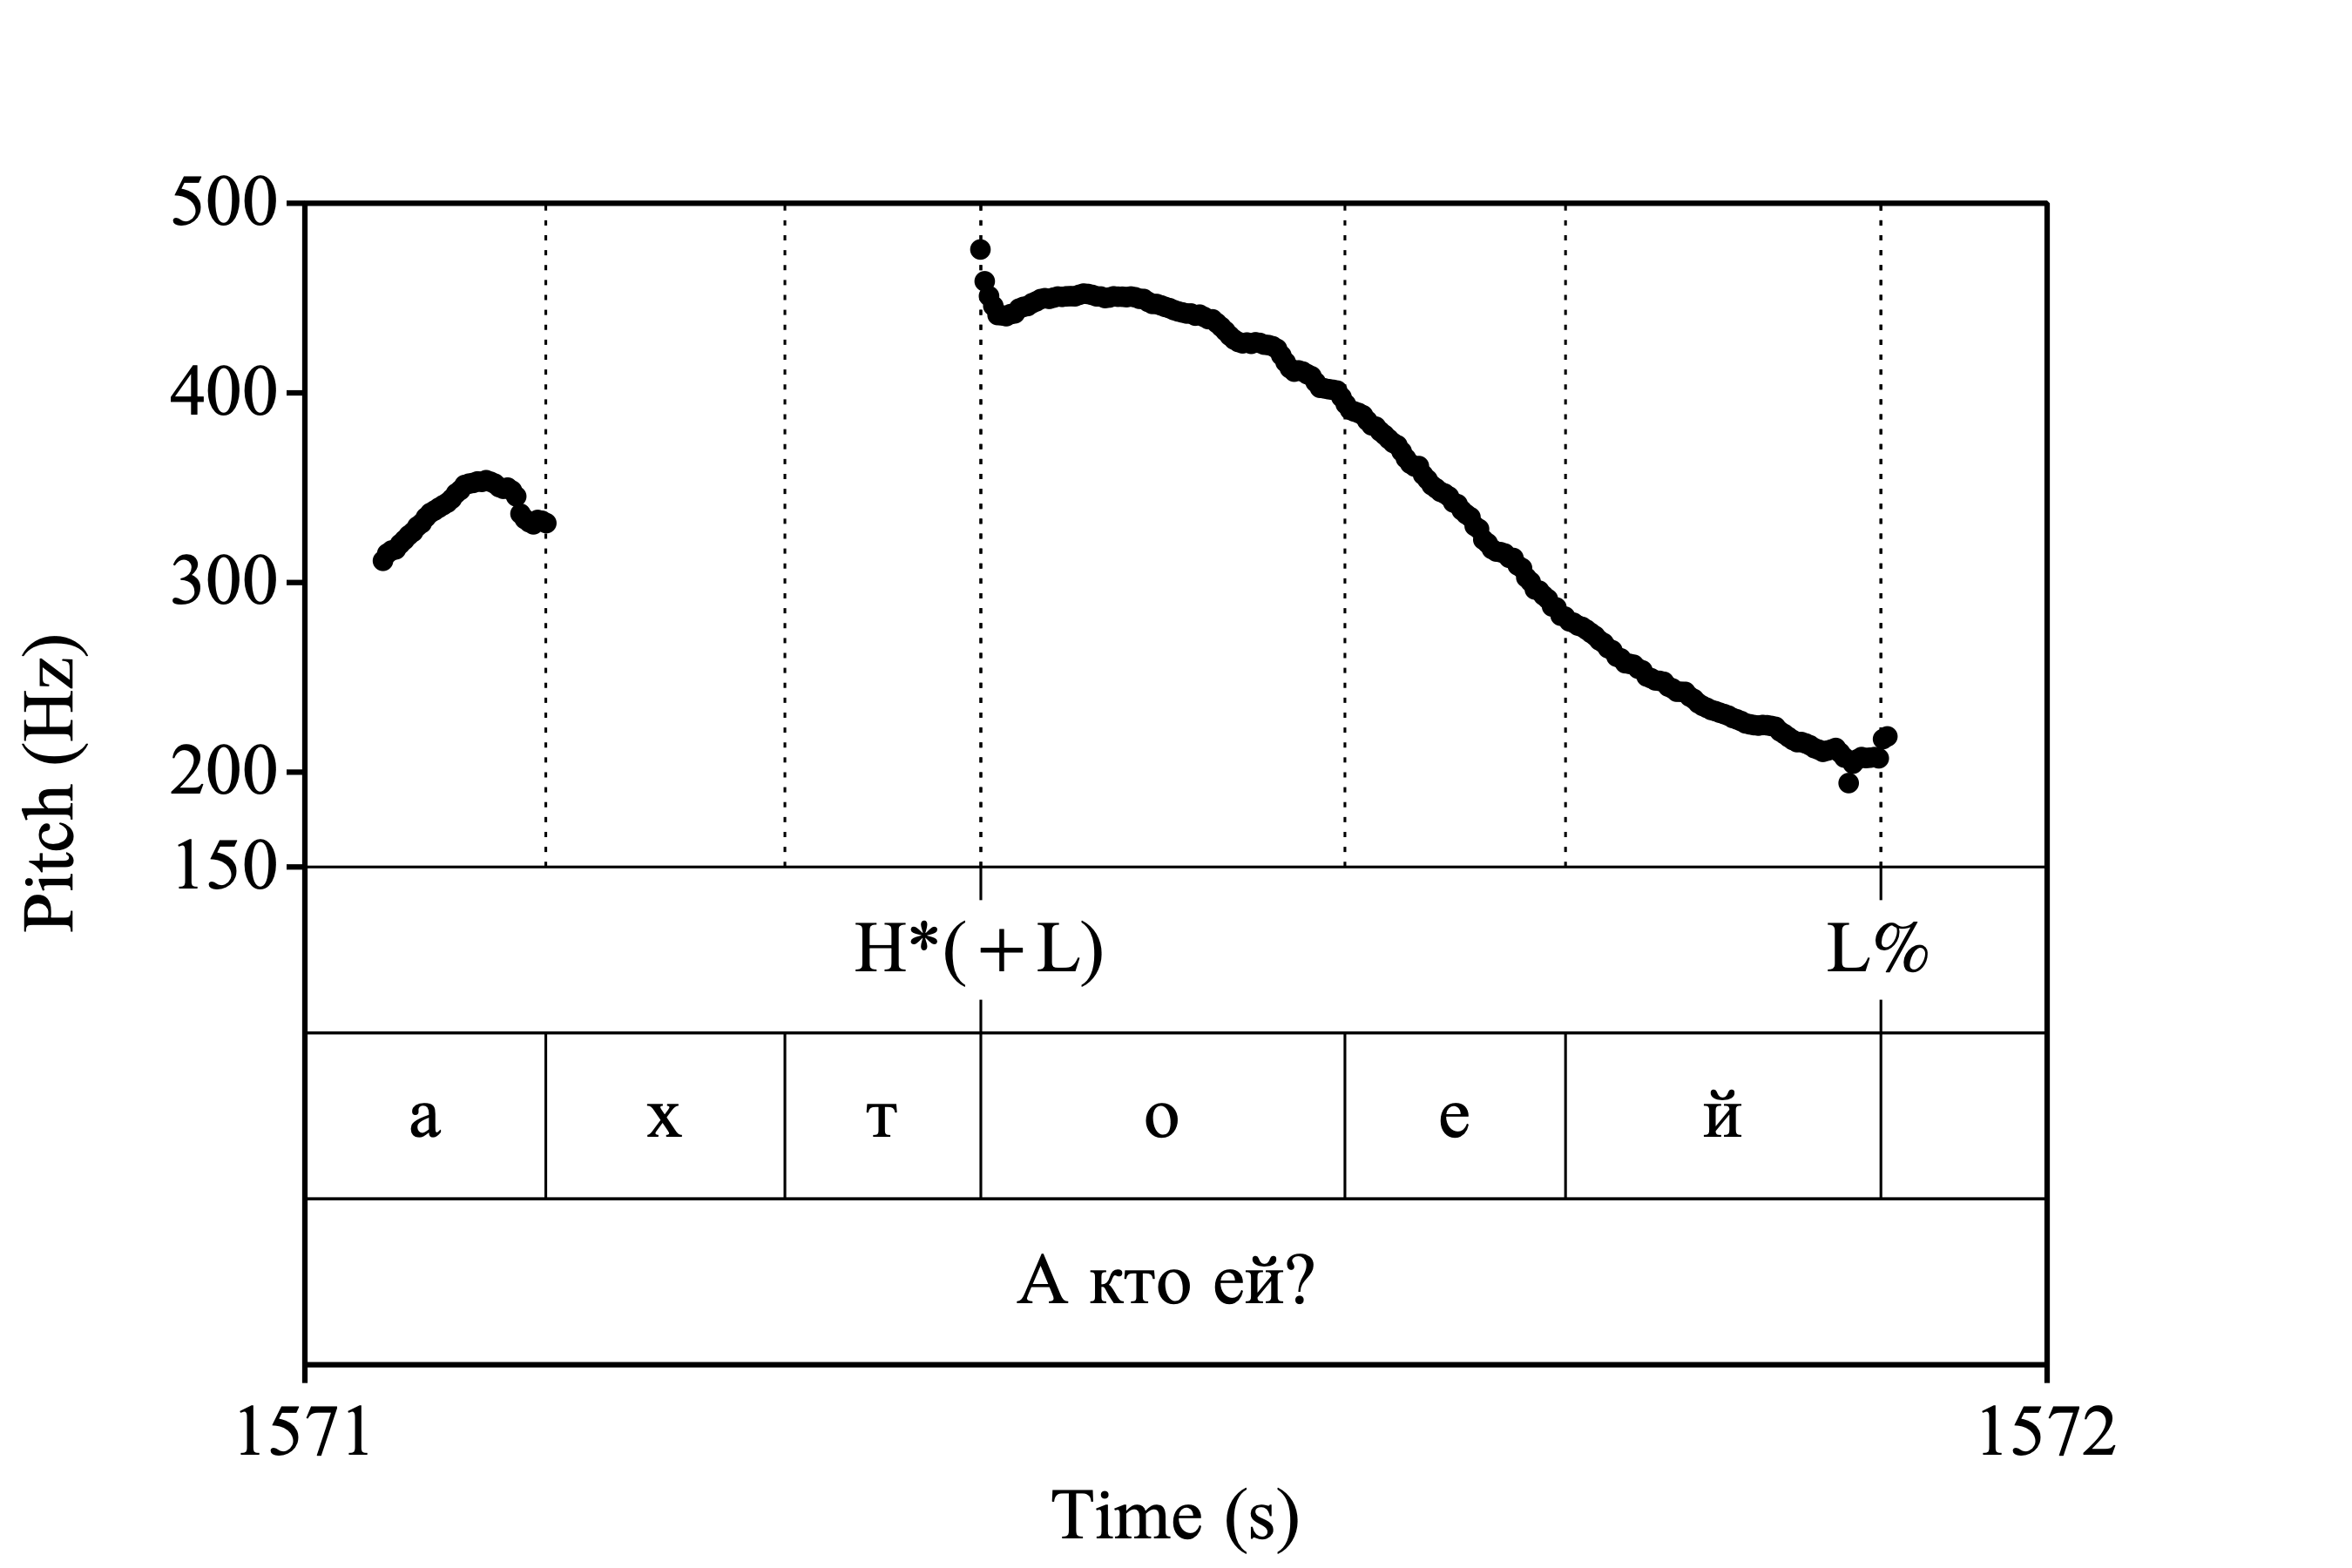 500
400
300
200
150
Pitch (Hz)
H*(+L) L%
а х т о е й
А кто ей?
1571 1572
Time (s)